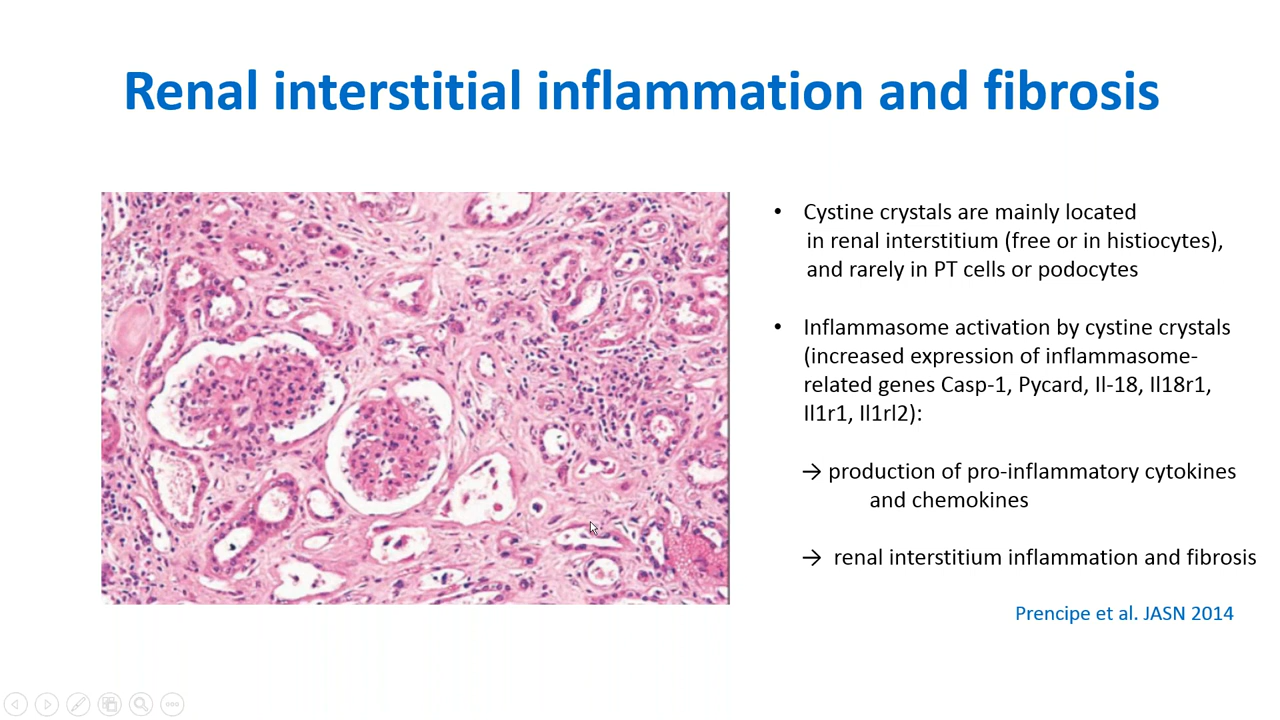 Renal interstitial inflammation and fibrosis
• Cystine crystals are mainly located
in renal interstitium (free or in histiocytes),
and rarely in PT cells or podocytes
• Inflammasome activation by cystine crystals
(increased expression of inflammasome-
related genes Casp-1, Pycard, Il-18, Il18r1,
Il1r1, Il1rl2):
→ production of pro-inflammatory cytokines
and chemokines
→ renal interstitium inflammation and fibrosis
Prencipe et al. JASN 2014